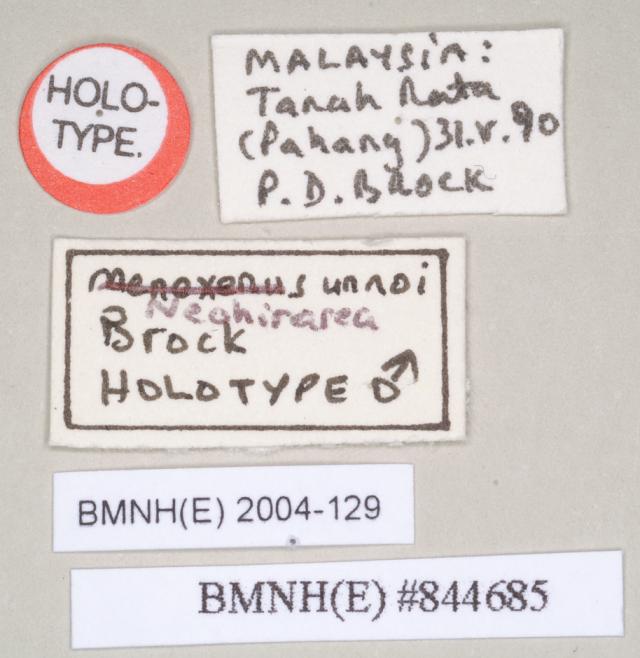 HOLO-
TYPE.
MALAYSIA:
Tanah Rata
(Pahang) 31.V.90
P.D. BROCK
Menexenus unnoi
Neohirasea
Brock
HOLOTYPE ♂
BMNH(E) 2004-129
BMNH(E) #844685